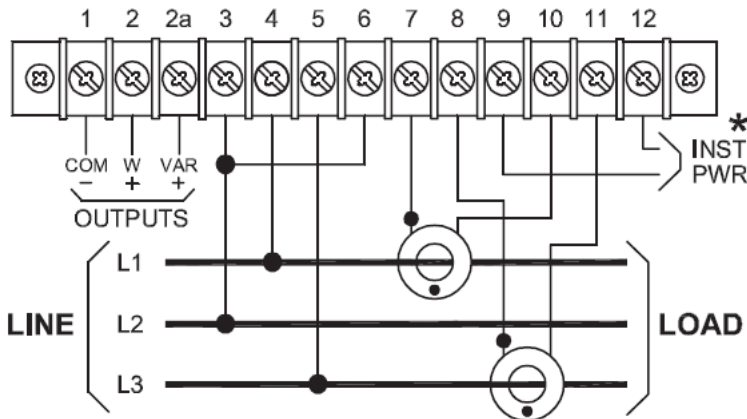 1 2 2a 3 4 5 6 7 8 9 10 11 12
*
COM W VAR
− + +
OUTPUTS
INST
PWR
L1
LINE L2 LOAD
L3